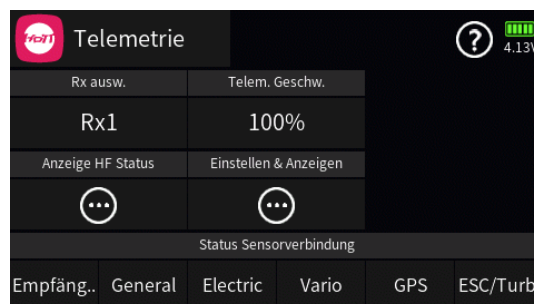 HoTT Telemetrie
? 4.13V
Rx ausw. Telem. Geschw.
Rx1 100%
Anzeige HF Status Einstellen & Anzeigen
Status Sensorverbindung
Empfäng.. General Electric Vario GPS ESC/Turb